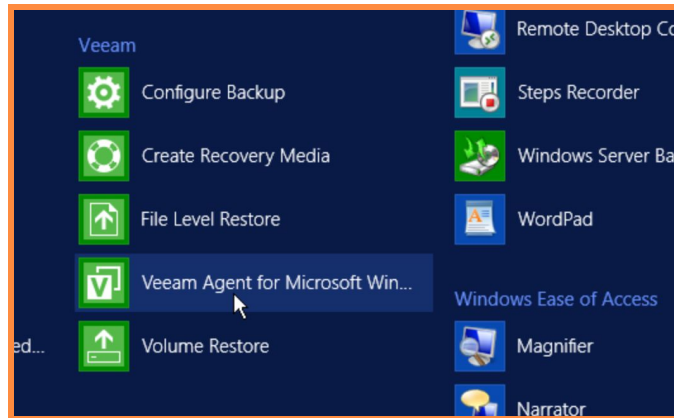 Veeam
Configure Backup
Create Recovery Media
File Level Restore
Veeam Agent for Microsoft Win...
ed...
Volume Restore
Remote Desktop Co
Steps Recorder
Windows Server Ba
WordPad
Windows Ease of Access
Magnifier
Narrator